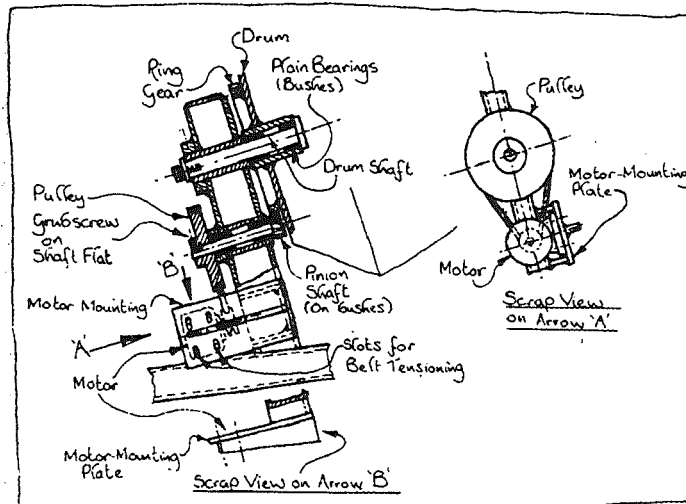 Drum
Ring
Gear
Plain Bearings
(Bushes)
Drum Shaft
Pulley
Grubscrew
on
Shaft Flat
'B'
Motor Mounting
'A'
Motor
Pinion
Shaft
(On Bushes)
Slots for
Belt Tensioning
Motor-Mounting
Plate
Scrap View on Arrow 'B'
Pulley
Motor-Mounting
Plate
Motor
Scrap View
on Arrow 'A'